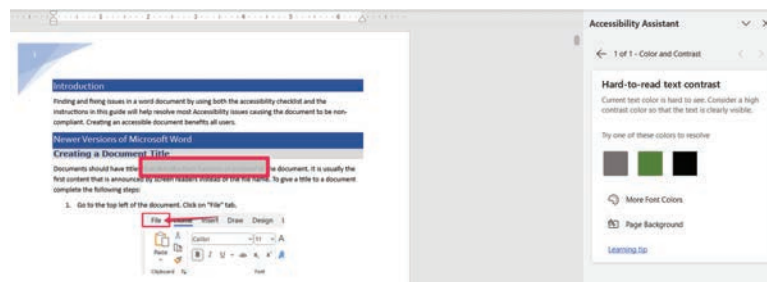 Introduction
Finding and fixing issues in a word document by using both the accessibility checklist and the
instructions in this guide will help resolve most Accessibility issues causing the document to be non-
compliant. Creating an accessible document benefits all users.
Newer Versions of Microsoft Word
Creating a Document Title
Documents should have title the document. It is usually the
first content that is announced by screen readers instead of the file name. To give a title to a document
complete the following steps:
1. Go to the top left of the document. Click on "File" tab.
File Home Insert Draw Design
Calibri 11 A
Paste B I U ab x x A
Clipboard Font
Accessibility Assistant
1 of 1 - Color and Contrast
Hard-to-read text contrast
Current text color is hard to see. Consider a high
contrast color so that the text is clearly visible.
Try one of these colors to resolve
More Font Colors
Page Background
Learning tip